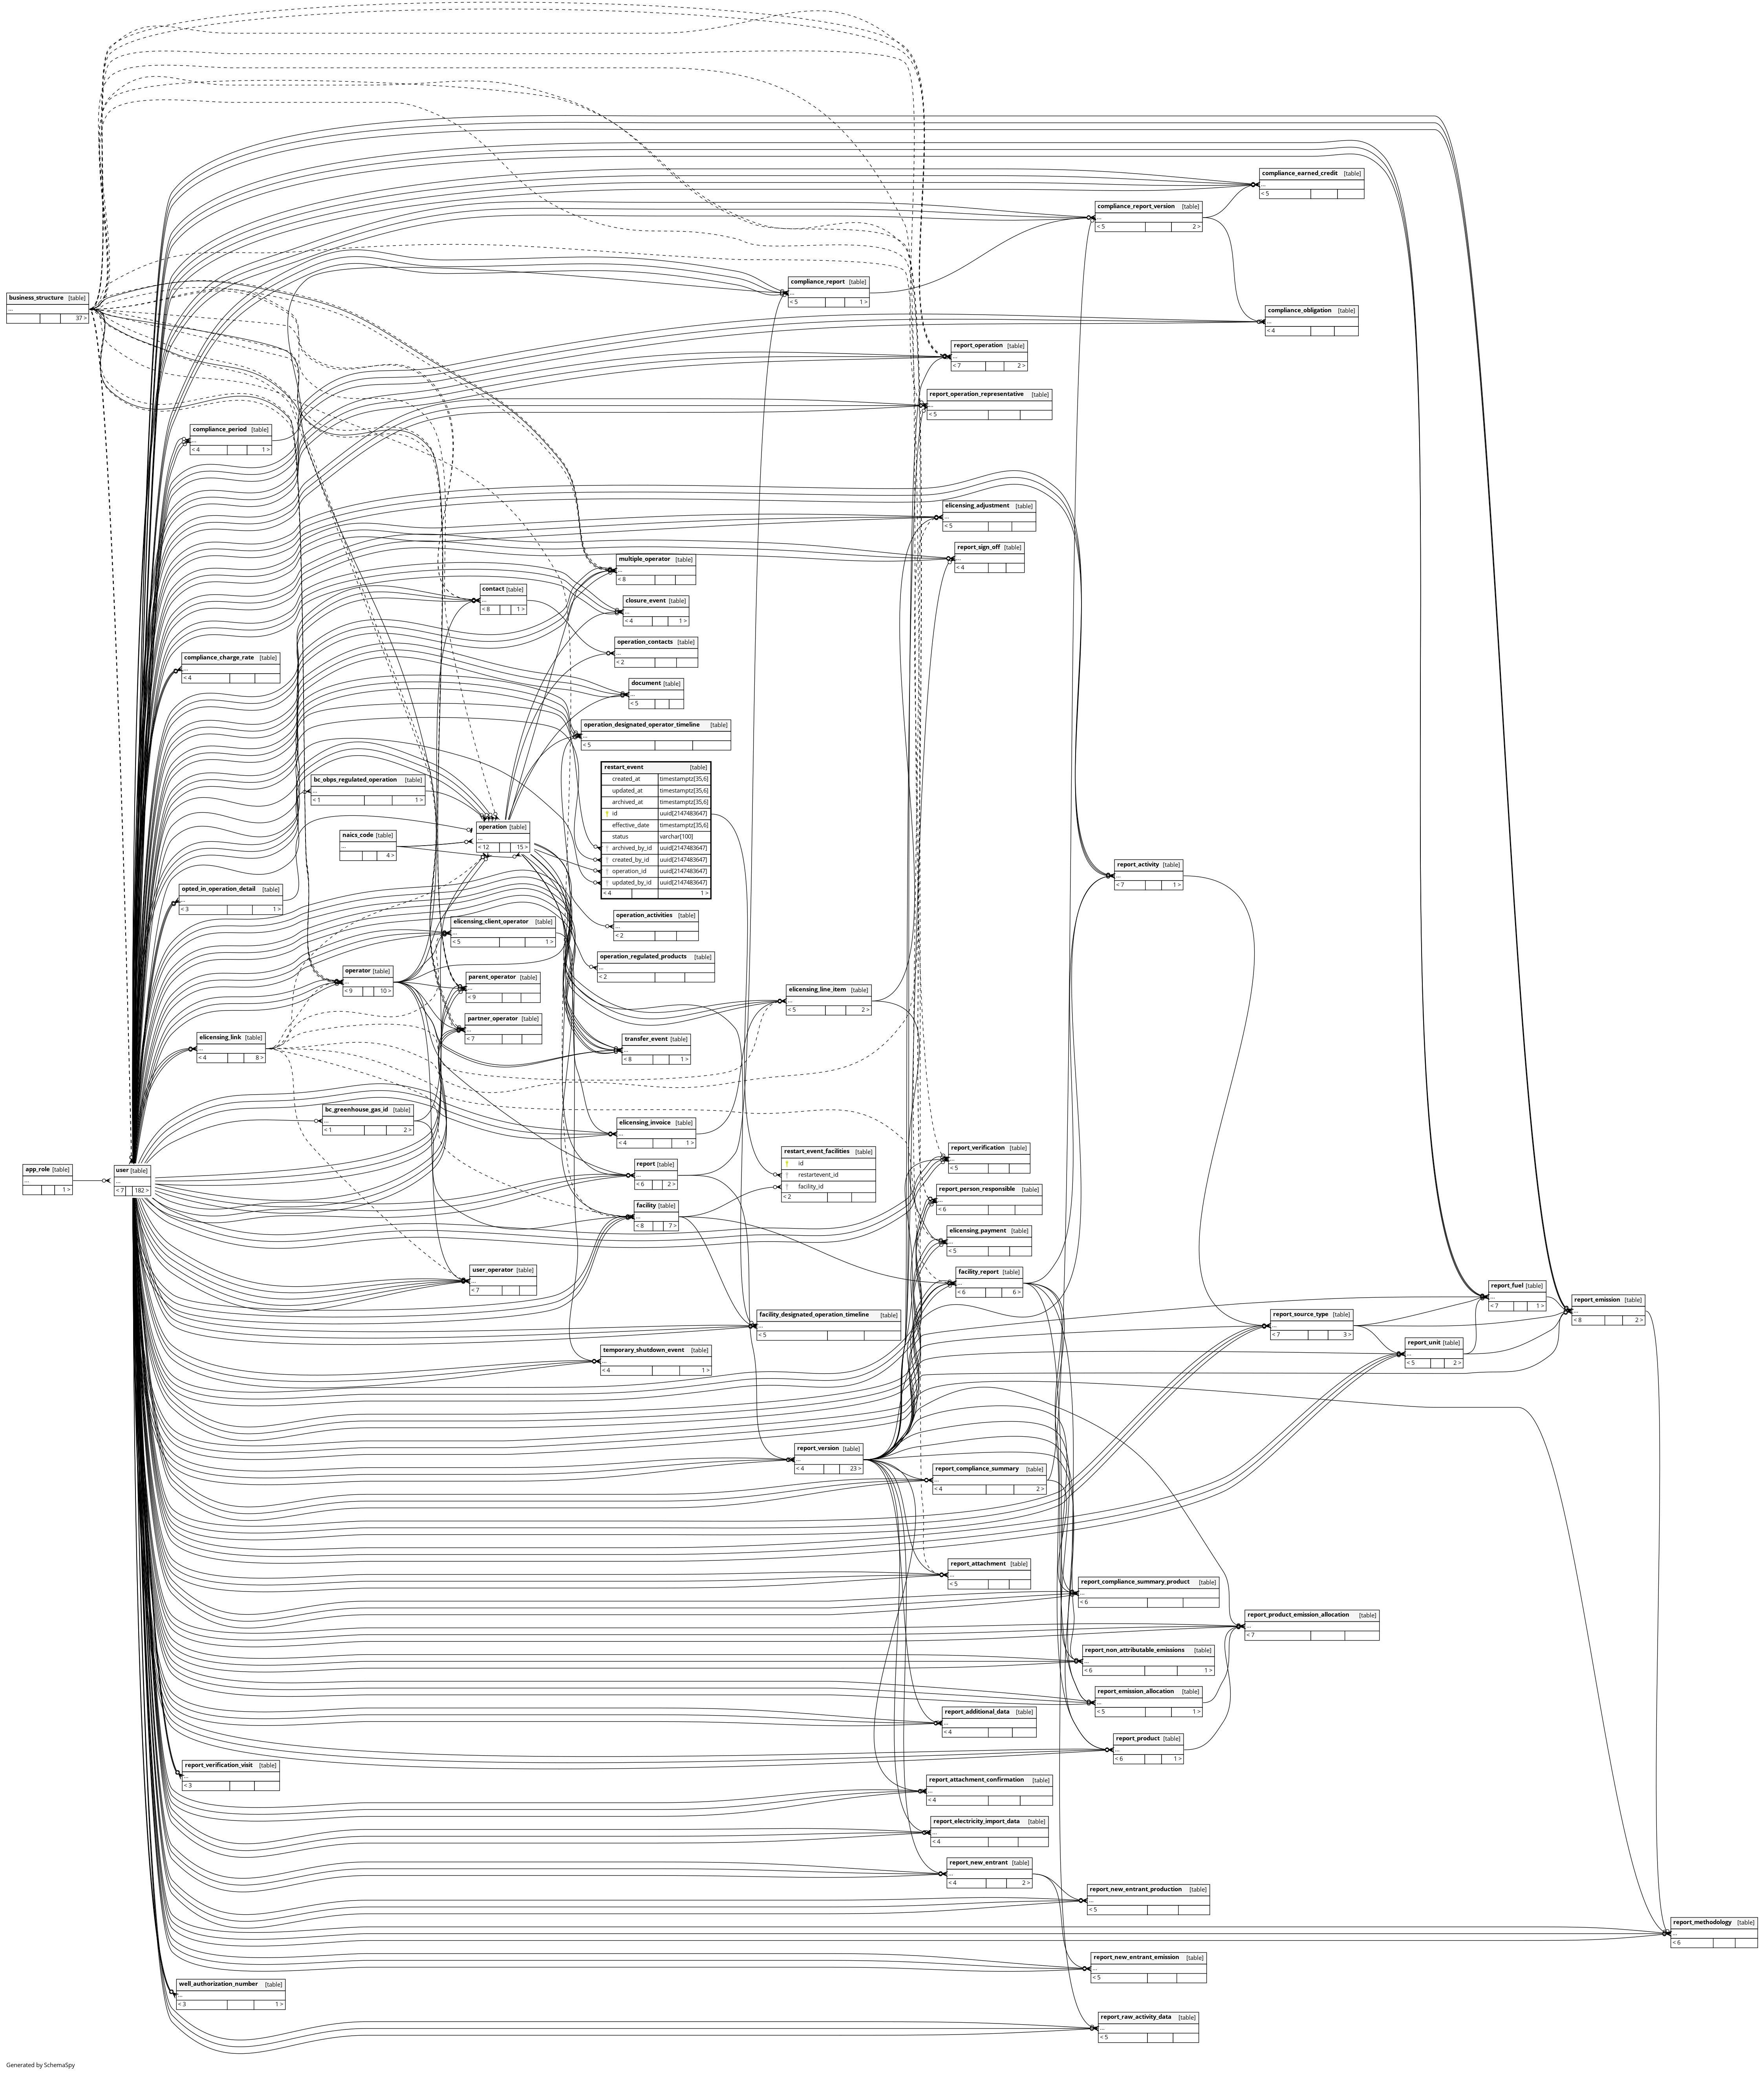 compliance_earned_credit [table]
...
< 5
compliance_report_version [table]
...
< 5 2 >
compliance_report [table]
...
< 5 1 >
business_structure [table]
...
37 >
compliance_obligation [table]
...
< 4
report_operation [table]
...
< 7 2 >
report_operation_representative [table]
...
< 5
compliance_period [table]
...
< 4 1 >
elicensing_adjustment [table]
...
< 5
report_sign_off [table]
...
< 4
multiple_operator [table]
...
< 8
contact [table]
...
< 8 1 >
closure_event [table]
...
< 4 1 >
operation_contacts [table]
...
< 2
compliance_charge_rate [table]
...
< 4
document [table]
...
< 5
operation_designated_operator_timeline [table]
...
< 5
restart_event [table]
created_at timestamptz[35,6]
updated_at timestamptz[35,6]
archived_at timestamptz[35,6]
id uuid[2147483647]
effective_date timestamptz[35,6]
status varchar[100]
archived_by_id uuid[2147483647]
created_by_id uuid[2147483647]
operation_id uuid[2147483647]
updated_by_id uuid[2147483647]
< 4 1 >
bc_obps_regulated_operation [table]
...
< 1 1 >
operation [table]
...
< 12 15 >
naics_code [table]
...
4 >
report_activity [table]
...
< 7 1 >
opted_in_operation_detail [table]
...
< 3 1 >
operation_activities [table]
...
< 2
elicensing_client_operator [table]
...
< 5 1 >
operation_regulated_products [table]
...
< 2
operator [table]
...
< 9 10 >
parent_operator [table]
...
< 9
elicensing_line_item [table]
...
< 5 2 >
partner_operator [table]
...
< 7
elicensing_link [table]
...
< 4 8 >
transfer_event [table]
...
< 8 1 >
bc_greenhouse_gas_id [table]
...
< 1 2 >
elicensing_invoice [table]
...
< 4 1 >
restart_event_facilities [table]
id
restartevent_id
facility_id
< 2
report_verification [table]
...
< 5
app_role [table]
...
1 >
user [table]
...
< 7 182 >
report [table]
...
< 6 2 >
report_person_responsible [table]
...
< 6
facility [table]
...
< 8 7 >
elicensing_payment [table]
...
< 5
user_operator [table]
...
< 7
facility_report [table]
...
< 6 6 >
report_fuel [table]
...
< 7 1 >
report_emission [table]
...
< 8 2 >
facility_designated_operation_timeline [table]
...
< 5
report_source_type [table]
...
< 7 3 >
report_unit [table]
...
< 5 2 >
temporary_shutdown_event [table]
...
< 4 1 >
report_version [table]
...
< 4 23 >
report_compliance_summary [table]
...
< 4 2 >
report_attachment [table]
...
< 5
report_compliance_summary_product [table]
...
< 6
report_product_emission_allocation [table]
...
< 7
report_non_attributable_emissions [table]
...
< 6 1 >
report_emission_allocation [table]
...
< 5 1 >
report_additional_data [table]
...
< 4
report_product [table]
...
< 6 1 >
report_verification_visit [table]
...
< 3
report_attachment_confirmation [table]
...
< 4
report_electricity_import_data [table]
...
< 4
report_new_entrant [table]
...
< 4 2 >
report_new_entrant_production [table]
...
< 5
report_methodology [table]
...
< 6
report_new_entrant_emission [table]
...
< 5
well_authorization_number [table]
...
< 3 1 >
report_raw_activity_data [table]
...
< 5
Generated by SchemaSpy